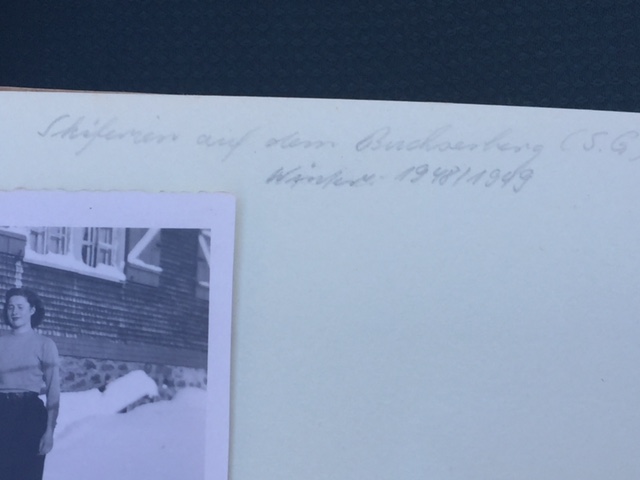 Skiferien auf dem Buchserberg (S.G)
Winter 1948/1949